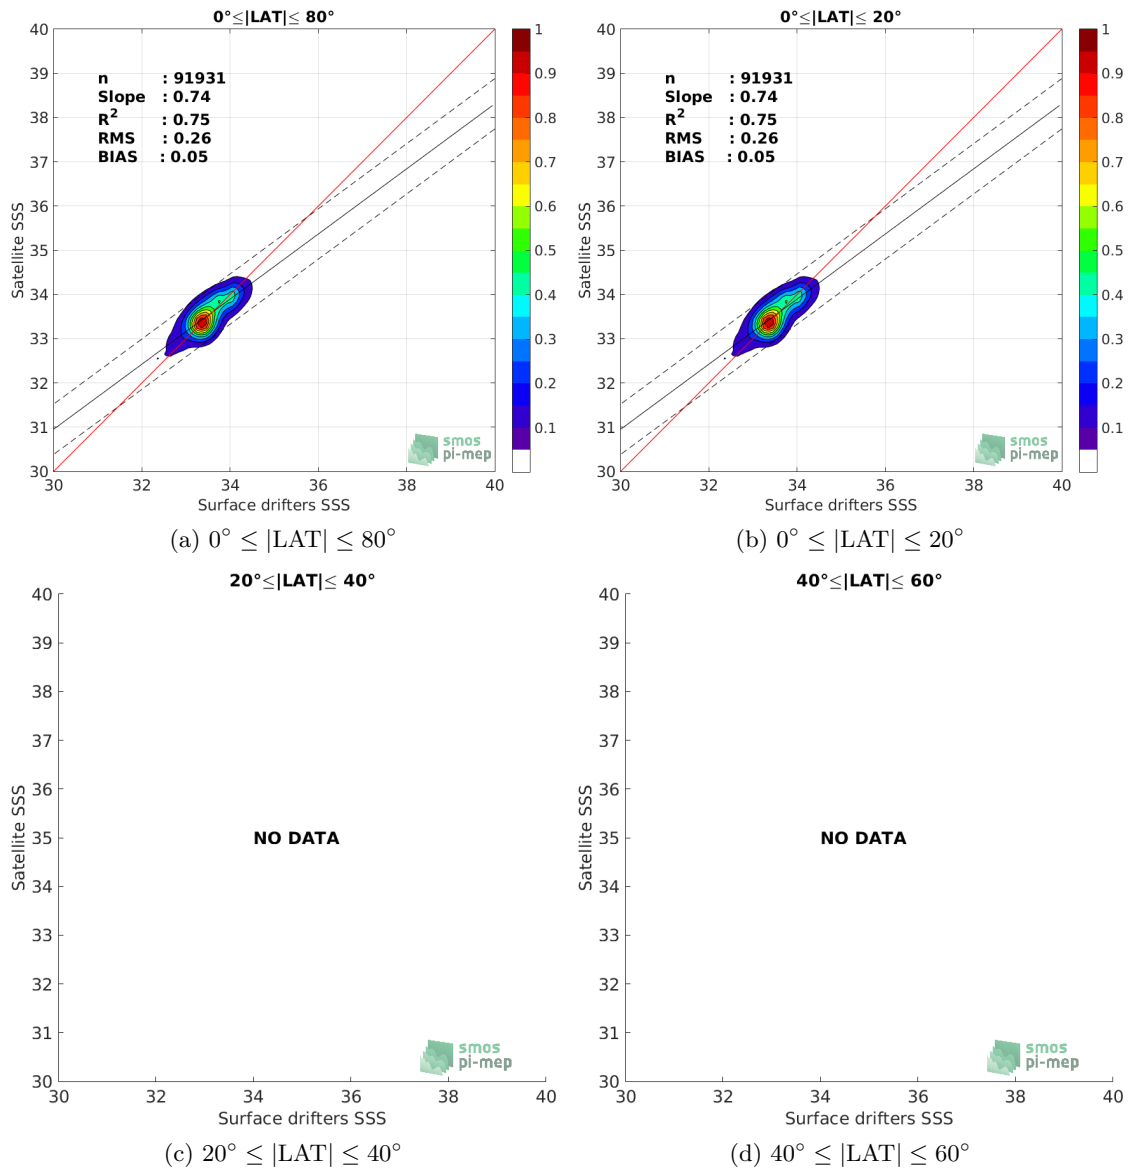 0°≤|LAT|≤ 80°
40
39
38
37
36
35
34
33
32
31
30
30
32
34
36
38
40
Satellite SSS
Surface drifters SSS
n : 91931
Slope : 0.74
R2 : 0.75
RMS : 0.26
BIAS : 0.05
smos
pi-mep
1
0.9
0.8
0.7
0.6
0.5
0.4
0.3
0.2
0.1
(a) 0° ≤ |LAT| ≤ 80°
0°≤|LAT|≤ 20°
40
39
38
37
36
35
34
33
32
31
30
30
32
34
36
38
40
Satellite SSS
Surface drifters SSS
n : 91931
Slope : 0.74
R2 : 0.75
RMS : 0.26
BIAS : 0.05
smos
pi-mep
1
0.9
0.8
0.7
0.6
0.5
0.4
0.3
0.2
0.1
(b) 0° ≤ |LAT| ≤ 20°
20°≤|LAT|≤ 40°
40
39
38
37
36
35
34
33
32
31
30
30
32
34
36
38
40
Satellite SSS
Surface drifters SSS
NO DATA
smos
pi-mep
(c) 20° ≤ |LAT| ≤ 40°
40°≤|LAT|≤ 60°
40
39
38
37
36
35
34
33
32
31
30
30
32
34
36
38
40
Satellite SSS
Surface drifters SSS
NO DATA
smos
pi-mep
(d) 40° ≤ |LAT| ≤ 60°